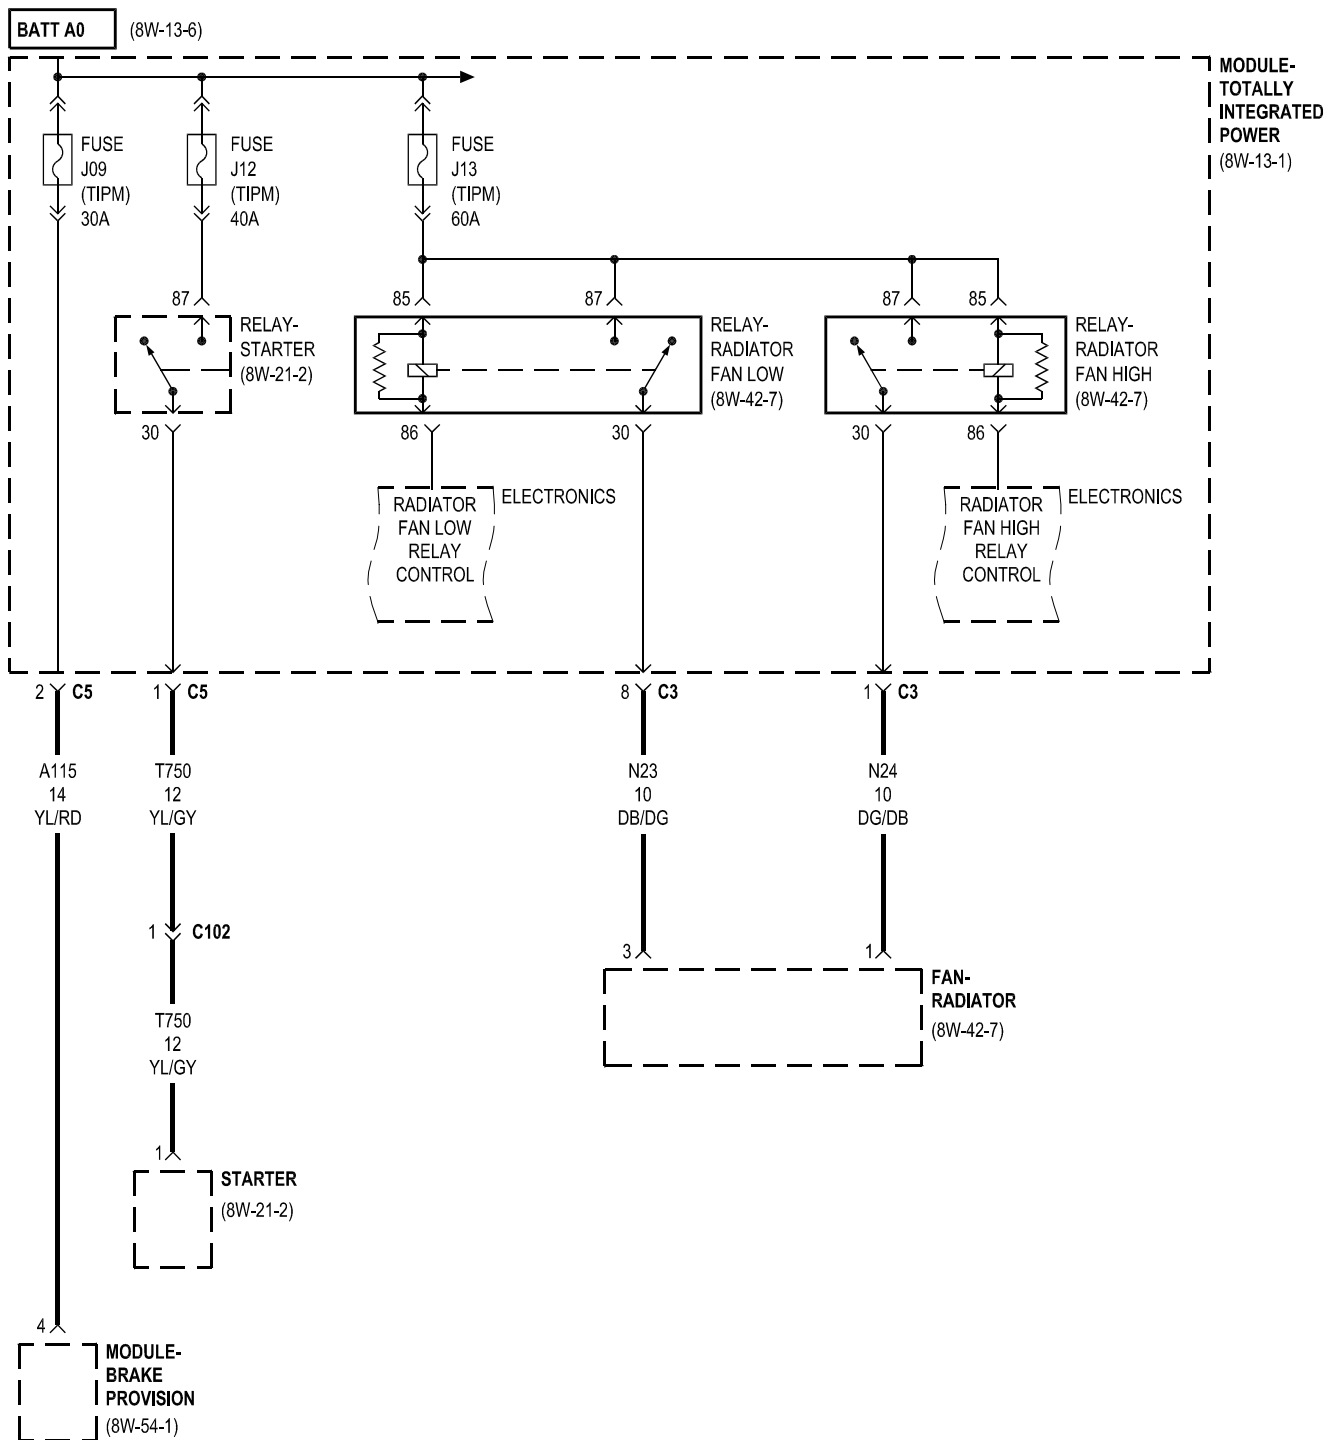 BATT A0
(8W-13-6)
MODULE-
TOTALLY
INTEGRATED
POWER
(8W-13-1)
FUSE
J09
(TIPM)
30A
FUSE
J12
(TIPM)
40A
FUSE
J13
(TIPM)
60A
87
RELAY-
STARTER
(8W-21-2)
30
85
87
RELAY-
RADIATOR
FAN LOW
(8W-42-7)
86
30
87
85
RELAY-
RADIATOR
FAN HIGH
(8W-42-7)
30
86
RADIATOR
FAN LOW
RELAY
CONTROL
ELECTRONICS
RADIATOR
FAN HIGH
RELAY
CONTROL
ELECTRONICS
2 C5
1 C5
8 C3
1 C3
A115
14
YL/RD
T750
12
YL/GY
N23
10
DB/DG
N24
10
DG/DB
1 C102
3
1
FAN-
RADIATOR
(8W-42-7)
T750
12
YL/GY
1
STARTER
(8W-21-2)
4
MODULE-
BRAKE
PROVISION
(8W-54-1)